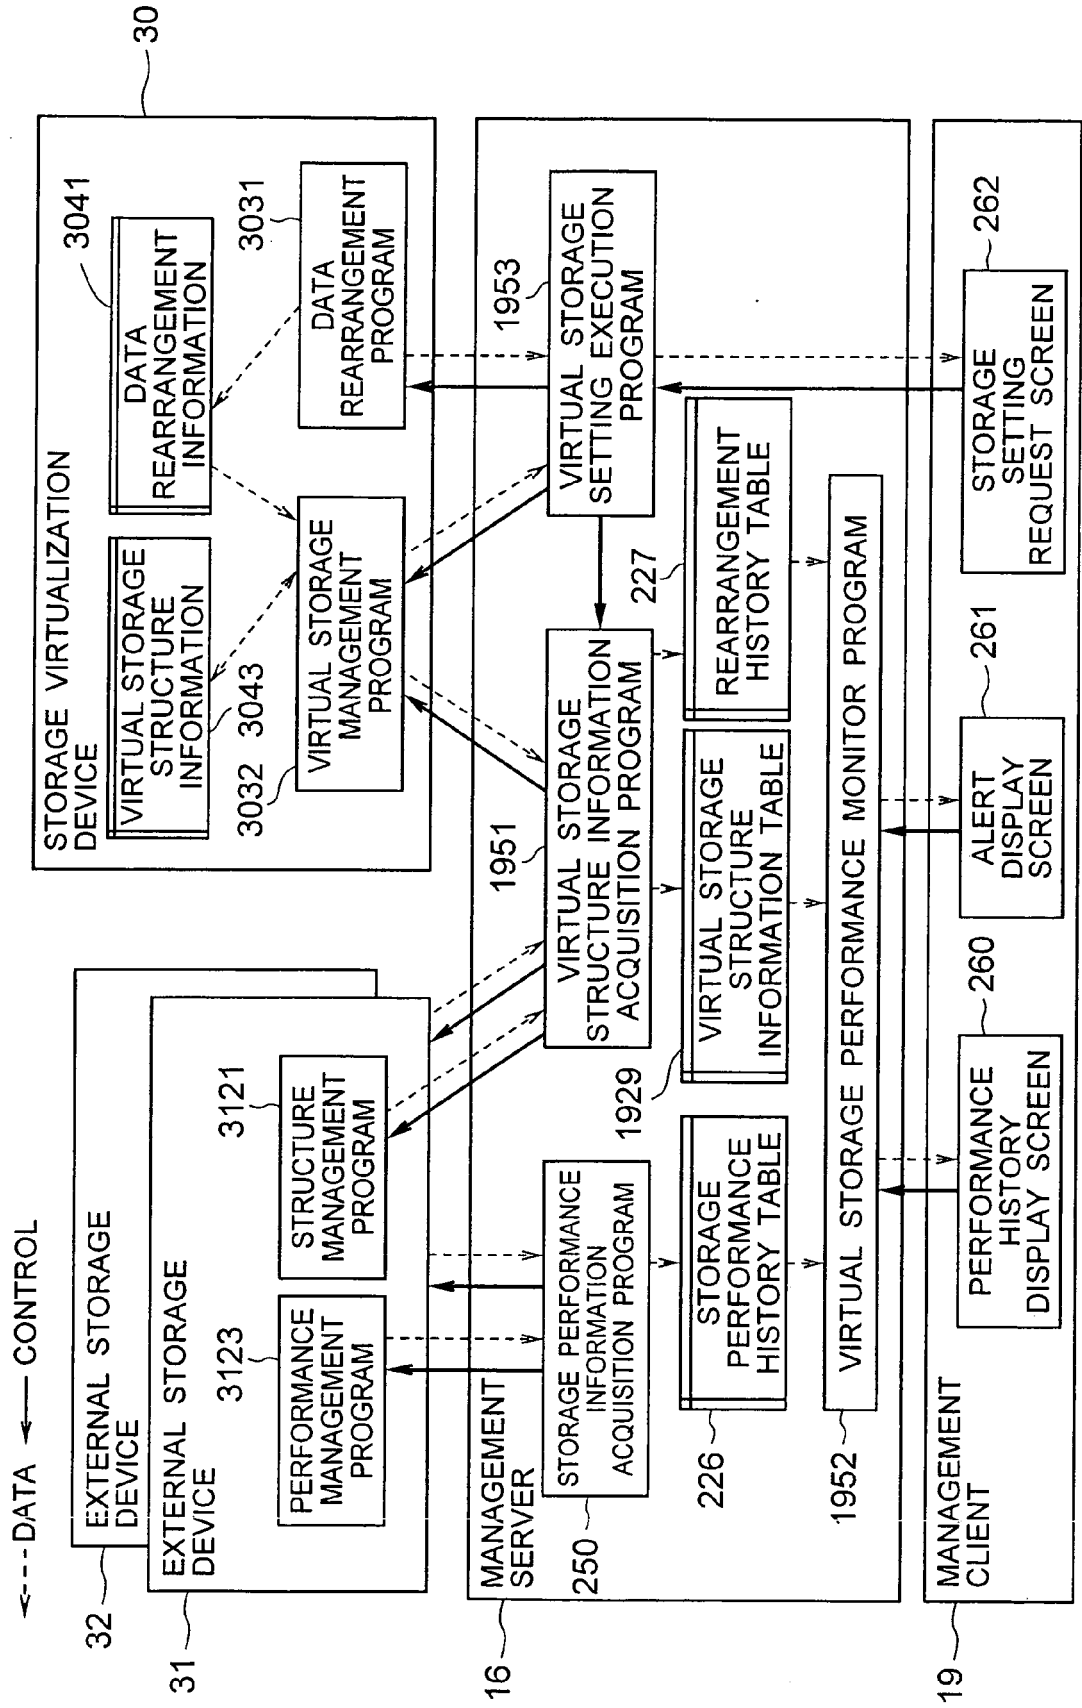 DATA
CONTROL
32
EXTERNAL STORAGE
DEVICE
31
EXTERNAL STORAGE
DEVICE
3123
PERFORMANCE
MANAGEMENT
PROGRAM
3121
STRUCTURE
MANAGEMENT
PROGRAM
30
STORAGE VIRTUALIZATION
DEVICE
VIRTUAL STORAGE
STRUCTURE
INFORMATION
3043
3041
DATA
REARRANGEMENT
INFORMATION
3032
VIRTUAL STORAGE
MANAGEMENT
PROGRAM
3031
DATA
REARRANGEMENT
PROGRAM
16
MANAGEMENT
SERVER
250
STORAGE PERFORMANCE
INFORMATION
ACQUISITION PROGRAM
1951
VIRTUAL STORAGE
STRUCTURE INFORMATION
ACQUISITION PROGRAM
1953
VIRTUAL STORAGE
SETTING EXECUTION
PROGRAM
226
STORAGE
PERFORMANCE
HISTORY TABLE
1929
VIRTUAL STORAGE
STRUCTURE
INFORMATION TABLE
227
REARRANGEMENT
HISTORY TABLE
1952
VIRTUAL STORAGE PERFORMANCE MONITOR PROGRAM
19
MANAGEMENT
CLIENT
260
PERFORMANCE
HISTORY
DISPLAY SCREEN
261
ALERT
DISPLAY
SCREEN
262
STORAGE
SETTING
REQUEST SCREEN